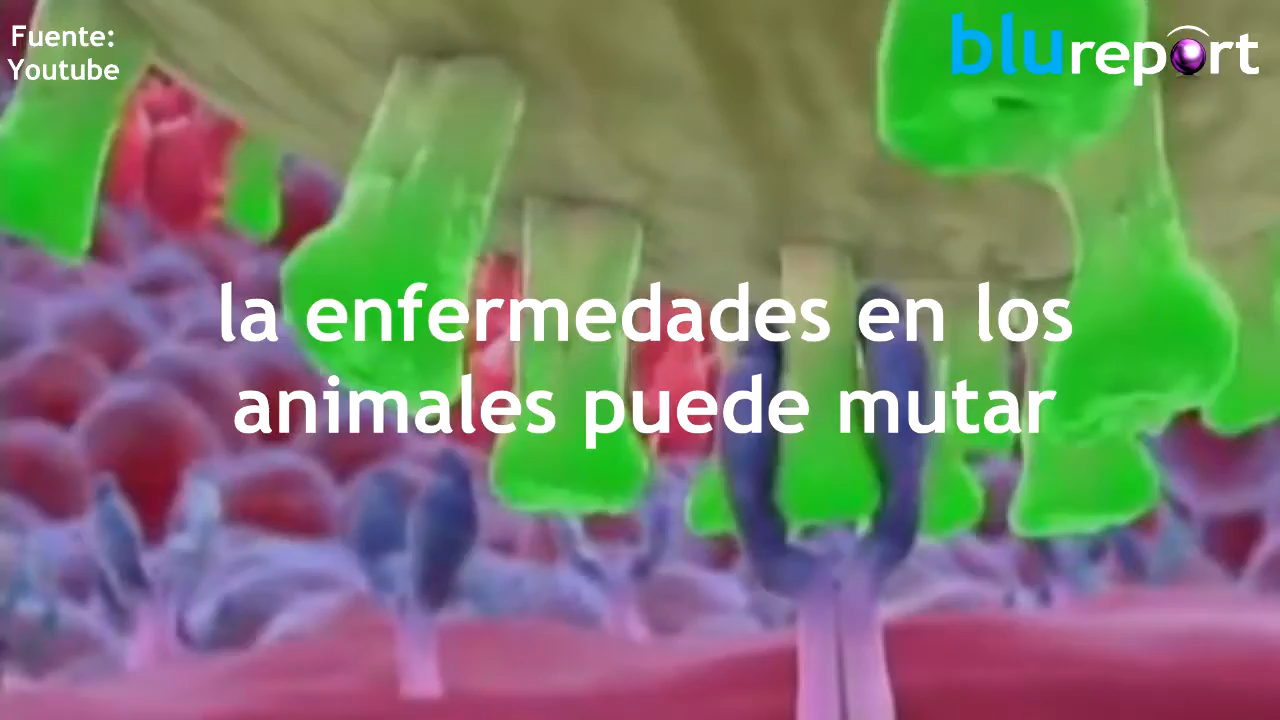 Fuente:
Youtube
blureport
la enfermedades en los
animales puede mutar